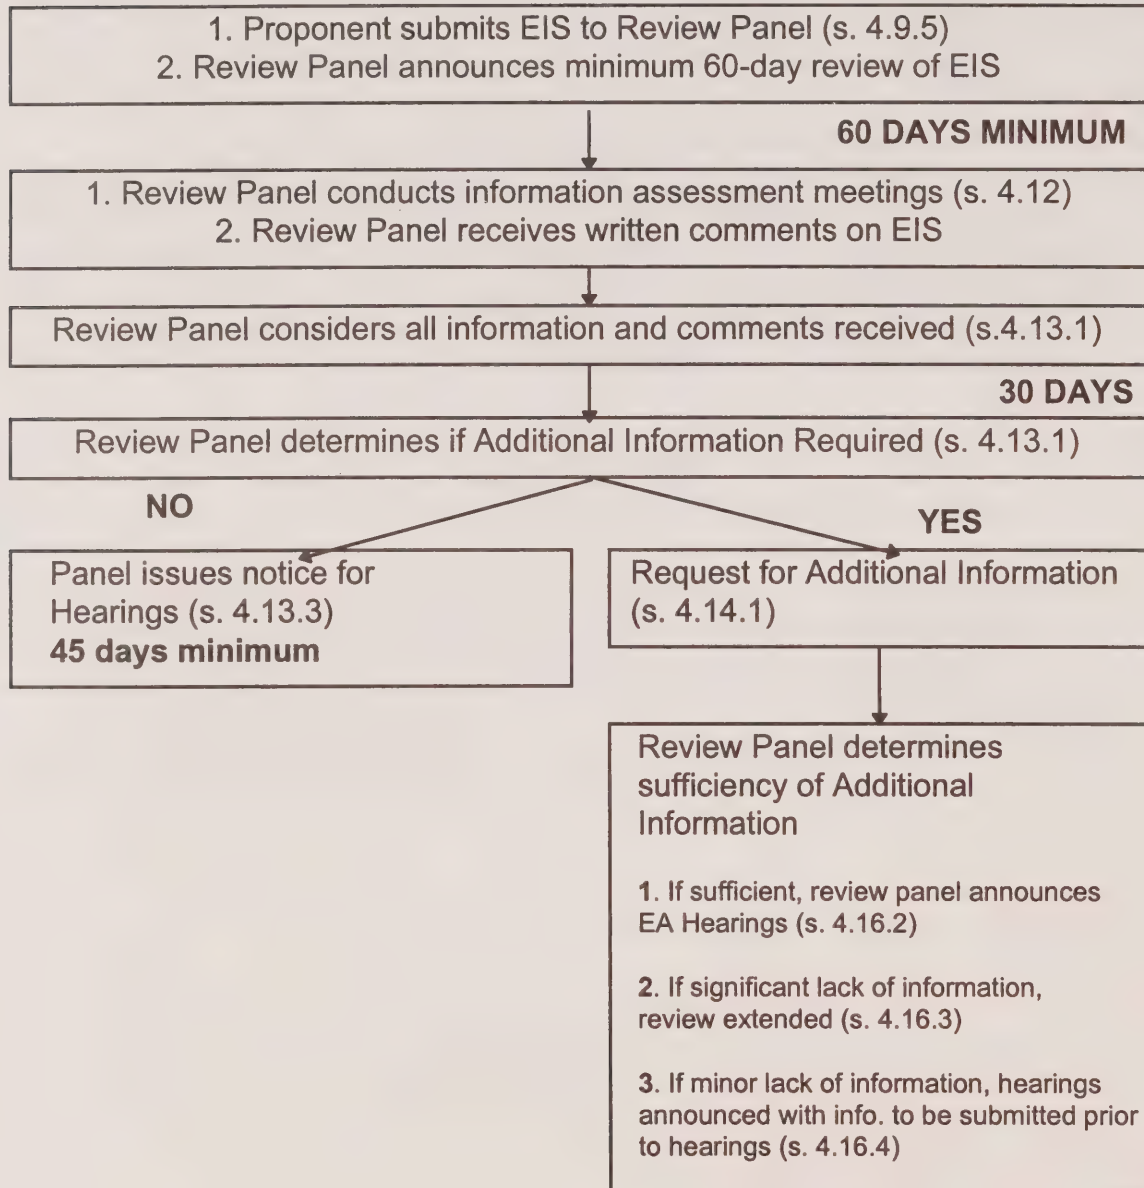 1. Proponent submits EIS to Review Panel (s. 4.9.5)
2. Review Panel announces minimum 60-day review of EIS
60 DAYS MINIMUM
1. Review Panel conducts information assessment meetings (s. 4.12)
2. Review Panel receives written comments on EIS
Review Panel considers all information and comments received (s.4.13.1)
30 DAYS
Review Panel determines if Additional Information Required (s. 4.13.1)
NO
YES
Panel issues notice for
Hearings (s. 4.13.3)
45 days minimum
Request for Additional Information
(s. 4.14.1)
Review Panel determines
sufficiency of Additional
Information
1. If sufficient, review panel announces
EA Hearings (s. 4.16.2)
2. If significant lack of information,
review extended (s. 4.16.3)
3. If minor lack of information, hearings
announced with info. to be submitted prior
to hearings (s. 4.16.4)